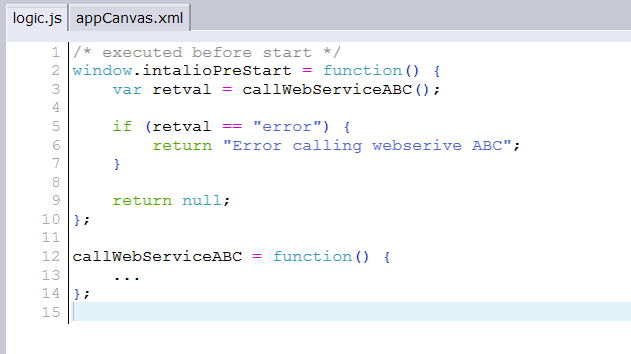 logic.js appCanvas.xml
1 /* executed before start */
2 window.intalioPreStart = function() {
3     var retval = callWebServiceABC();
4
5     if (retval == "error") {
6         return "Error calling webserive ABC";
7     }
8
9     return null;
10 };
11
12 callWebServiceABC = function() {
13     ...
14 };
15